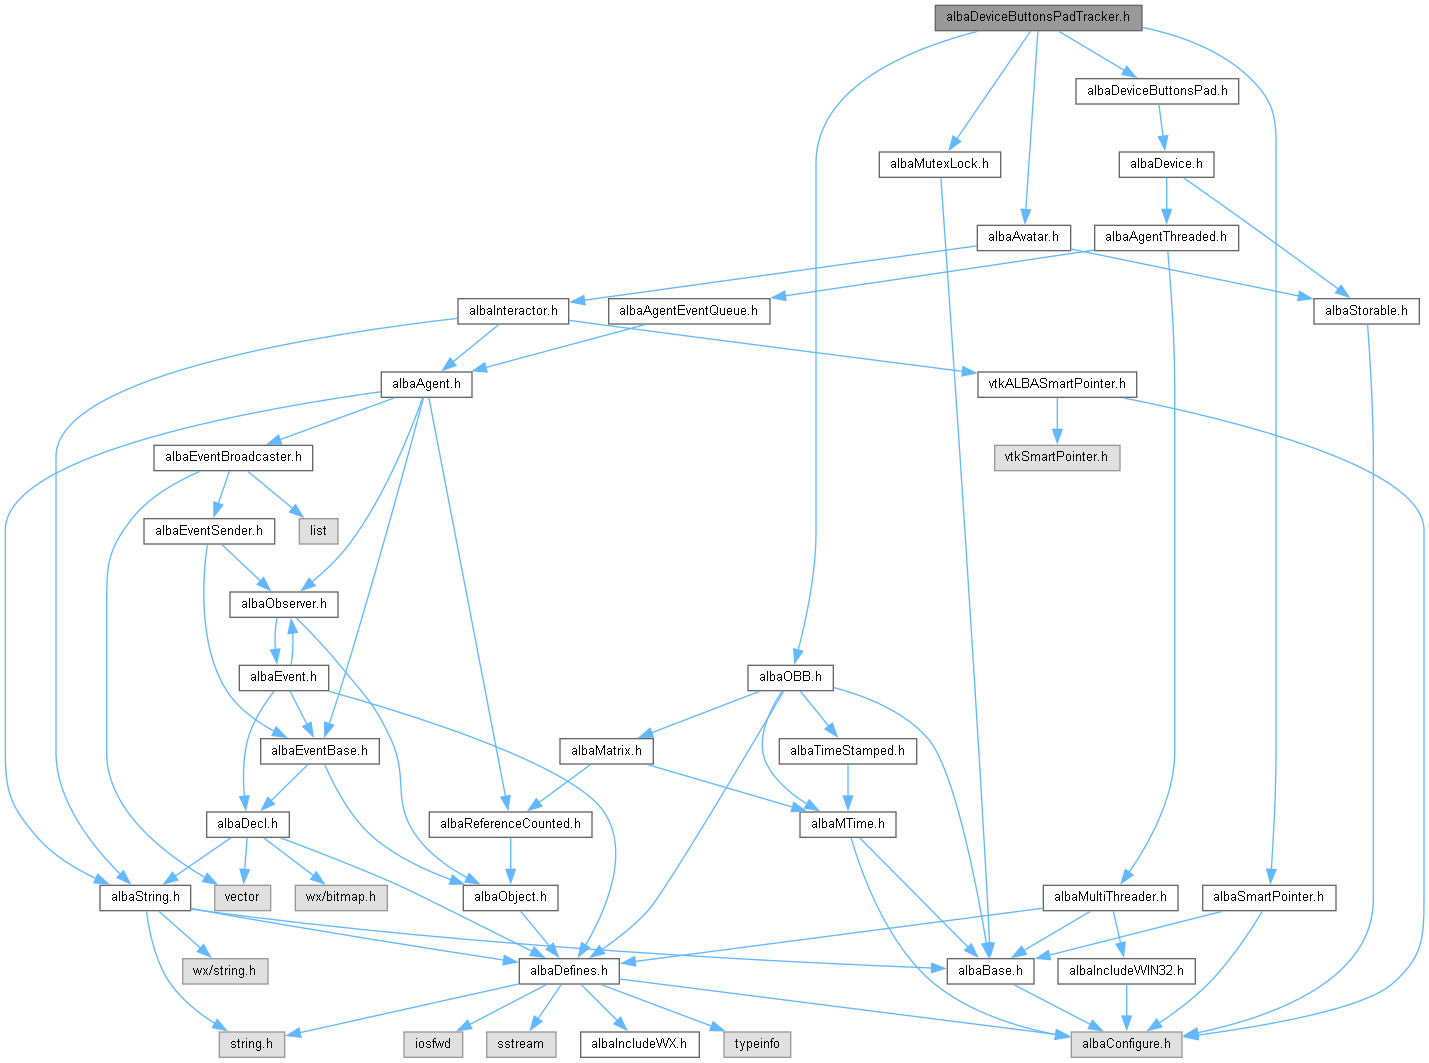 albaDeviceButtonsPadTracker.h
albaDeviceButtonsPad.h
albaMutexLock.h
albaDevice.h
albaAvatar.h
albaAgentThreaded.h
albaInteractor.h
albaAgentEventQueue.h
albaStorable.h
albaAgent.h
vtkALBASmartPointer.h
albaEventBroadcaster.h
vtkSmartPointer.h
albaEventSender.h
list
albaObserver.h
albaEvent.h
albaOBB.h
albaEventBase.h
albaMatrix.h
albaTimeStamped.h
albaDecl.h
albaReferenceCounted.h
albaMTime.h
albaString.h
vector
wx/bitmap.h
albaObject.h
albaMultiThreader.h
albaSmartPointer.h
wx/string.h
albaDefines.h
albaBase.h
albaIncludeWIN32.h
string.h
iosfwd
sstream
albaIncludeWX.h
typeinfo
albaConfigure.h